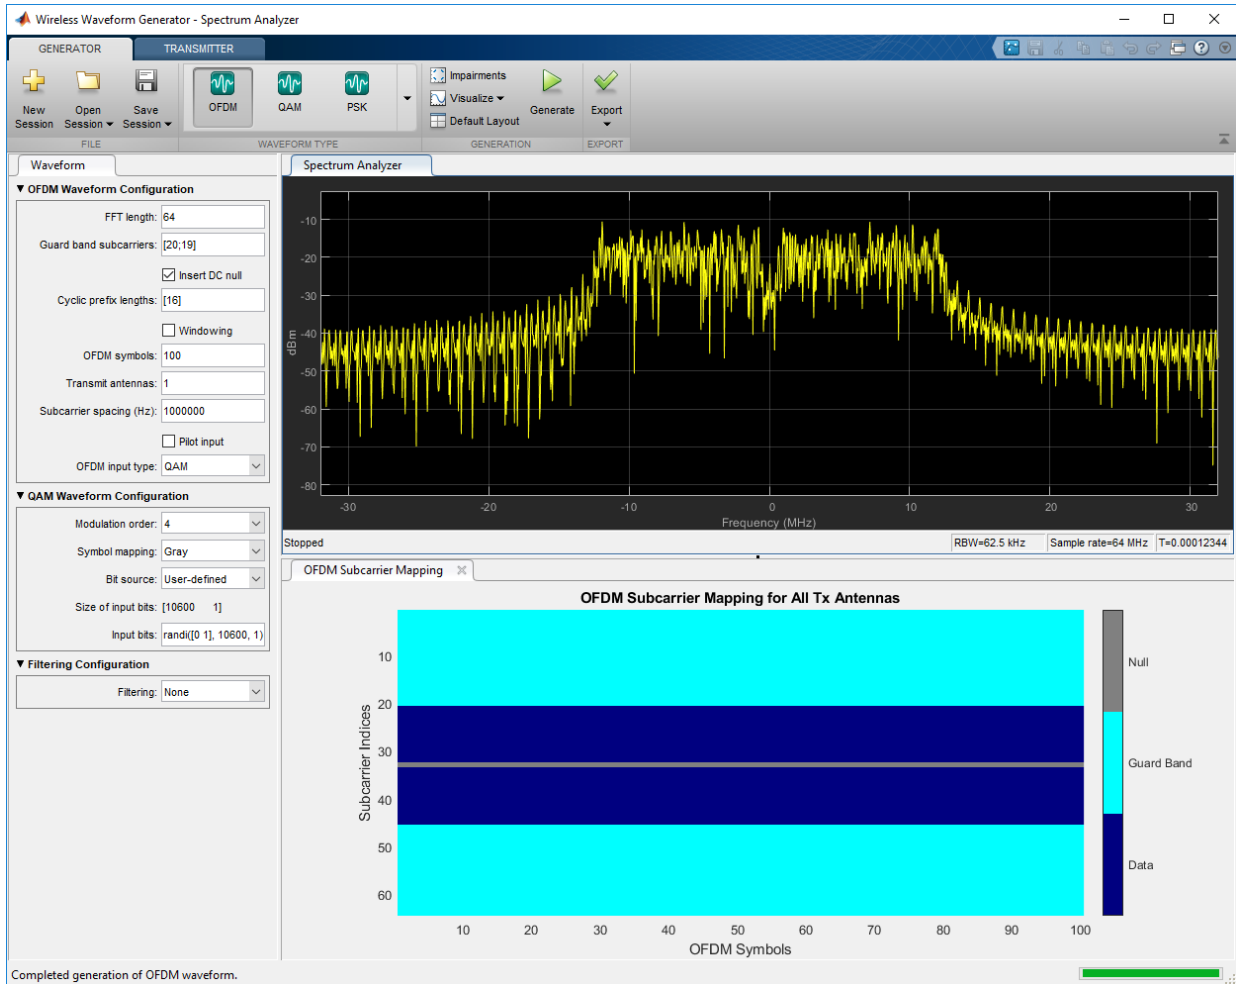 Wireless Waveform Generator - Spectrum Analyzer
GENERATOR TRANSMITTER
New Session
Open Session
Save Session
FILE
OFDM QAM PSK
WAVEFORM TYPE
Impairments
Visualize
Default Layout
Generate
GENERATION
Export
EXPORT
Waveform
OFDM Waveform Configuration
FFT length: 64
Guard band subcarriers: [20;19]
Insert DC null
Cyclic prefix lengths: [16]
Windowing
OFDM symbols: 100
Transmit antennas: 1
Subcarrier spacing (Hz): 1000000
Pilot input
OFDM input type: QAM
QAM Waveform Configuration
Modulation order: 4
Symbol mapping: Gray
Bit source: User-defined
Size of input bits: [10600 1]
Input bits: randi([0 1], 10600, 1)
Filtering Configuration
Filtering: None
Spectrum Analyzer
-10
-20
-30
-40
-50
-60
-70
-80
dBm
-30 -20 -10 0 10 20 30
Frequency (MHz)
Stopped
RBW=62.5 kHz Sample rate=64 MHz T=0.00012344
OFDM Subcarrier Mapping
OFDM Subcarrier Mapping for All Tx Antennas
10
20
30
40
50
60
Subcarrier Indices
10 20 30 40 50 60 70 80 90 100
OFDM Symbols
Null
Guard Band
Data
Completed generation of OFDM waveform.